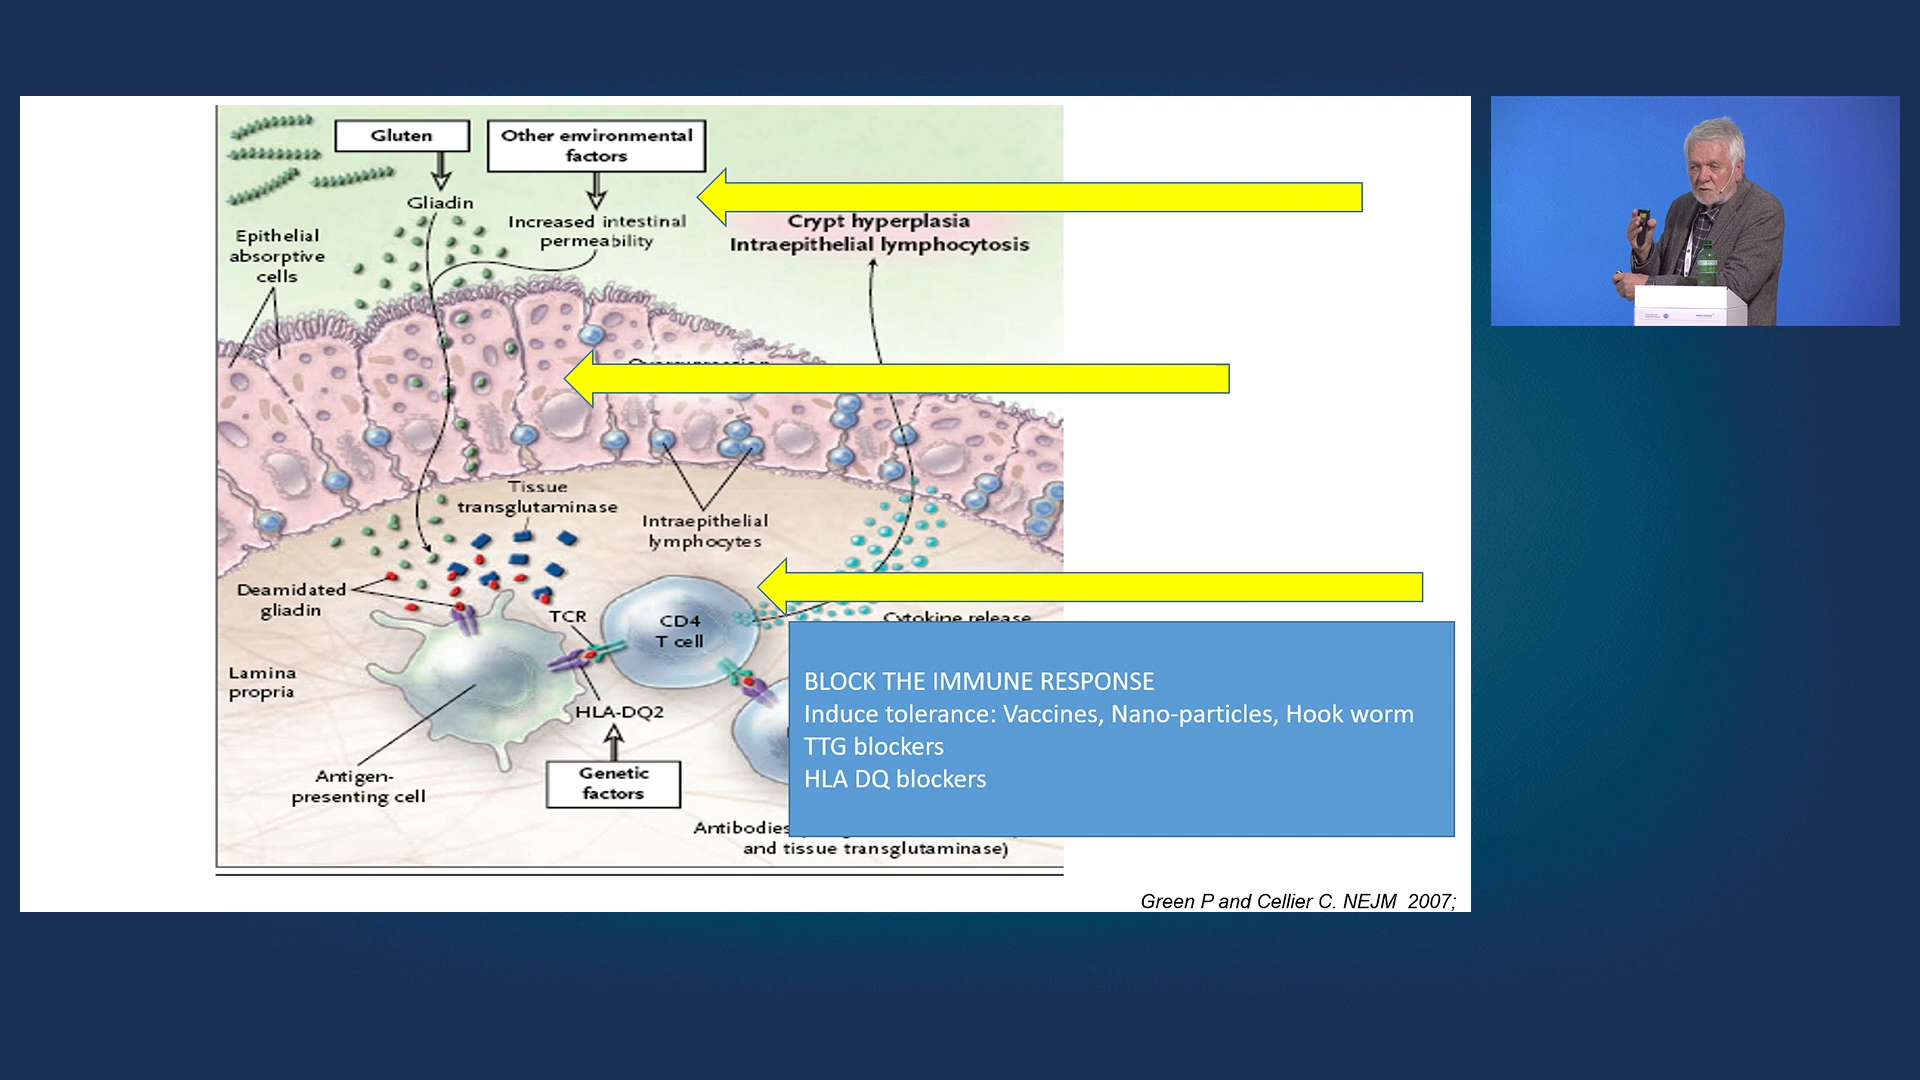 Gluten
Other environmental
factors
Gliadin
Increased intestinal
permeability
Epithelial
absorptive
cells
Crypt hyperplasia
Intraepithelial lymphocytosis
Tissue
transglutaminase
Intraepithelial
lymphocytes
Deamidated
gliadin
TCR
CD4
T cell
Cytokine release
Lamina
propria
HLA-DQ2
Antigen-
presenting cell
Genetic
factors
BLOCK THE IMMUNE RESPONSE
Induce tolerance: Vaccines, Nano-particles, Hook worm
TTG blockers
HLA DQ blockers
Antibodies
and tissue transglutaminase)
Green P and Cellier C. NEJM 2007;